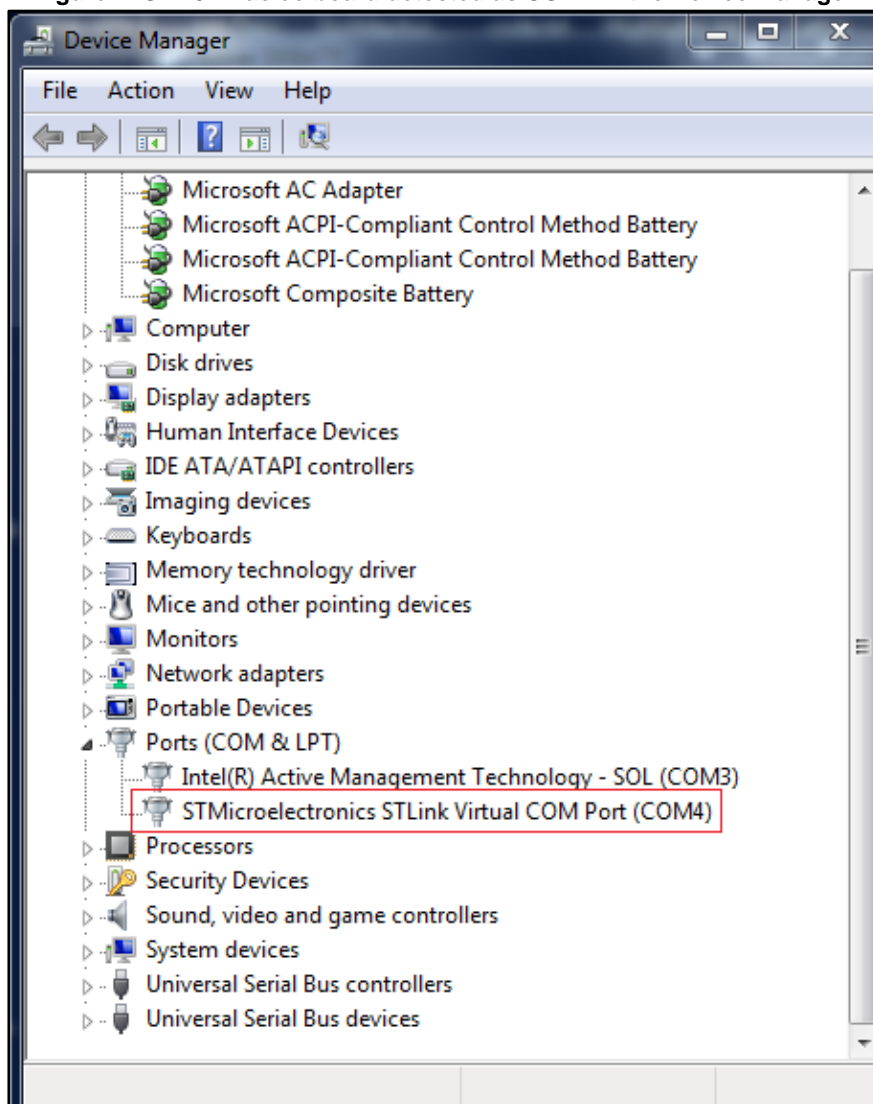 Device Manager
File Action View Help
Microsoft AC Adapter
Microsoft ACPI-Compliant Control Method Battery
Microsoft ACPI-Compliant Control Method Battery
Microsoft Composite Battery
Computer
Disk drives
Display adapters
Human Interface Devices
IDE ATA/ATAPI controllers
Imaging devices
Keyboards
Memory technology driver
Mice and other pointing devices
Monitors
Network adapters
Portable Devices
Ports (COM & LPT)
Intel(R) Active Management Technology - SOL (COM3)
STMicroelectronics STLink Virtual COM Port (COM4)
Processors
Security Devices
Sound, video and game controllers
System devices
Universal Serial Bus controllers
Universal Serial Bus devices